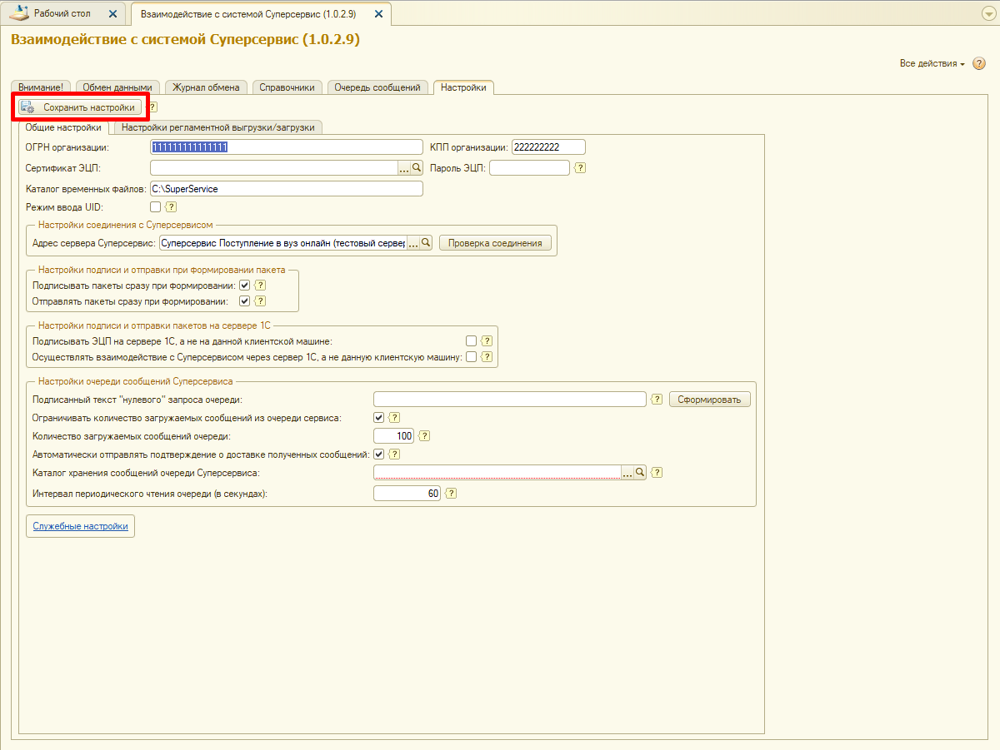 Рабочий стол
Взаимодействие с системой Суперсервис (1.0.2.9)
Взаимодействие с системой Суперсервис (1.0.2.9)
Все действия
?
Внимание! Обмен данными Журнал обмена Справочники Очередь сообщений Настройки
Сохранить настройки ?
Общие настройки Настройки регламентной выгрузки/загрузки
ОГРН организации: 1111111111111 КПП организации: 222222222
Сертификат ЭЦП: ... Пароль ЭЦП: ?
Каталог временных файлов: C:\SuperService
Режим ввода UID: ?
Настройки соединения с Суперсервисом
Адрес сервера Суперсервис: Суперсервис Поступление в вуз онлайн (тестовый сервер ... Проверка соединения
Настройки подписи и отправки при формировании пакета
Подписывать пакеты сразу при формировании: ?
Отправлять пакеты сразу при формировании: ?
Настройки подписи и отправки пакетов на сервере 1С
Подписывать ЭЦП на сервере 1С, а не на данной клиентской машине: ?
Осуществлять взаимодействие с Суперсервисом через сервер 1С, а не данную клиентскую машину: ?
Настройки очереди сообщений Суперсервиса
Подписанный текст "нулевого" запроса очереди: ? Сформировать
Ограничивать количество загружаемых сообщений из очереди сервиса: ?
Количество загружаемых сообщений очереди: 100 ?
Автоматически отправлять подтверждение о доставке полученных сообщений: ?
Каталог хранения сообщений очереди Суперсервиса: ... ?
Интервал периодического чтения очереди (в секундах): 60 ?
Служебные настройки